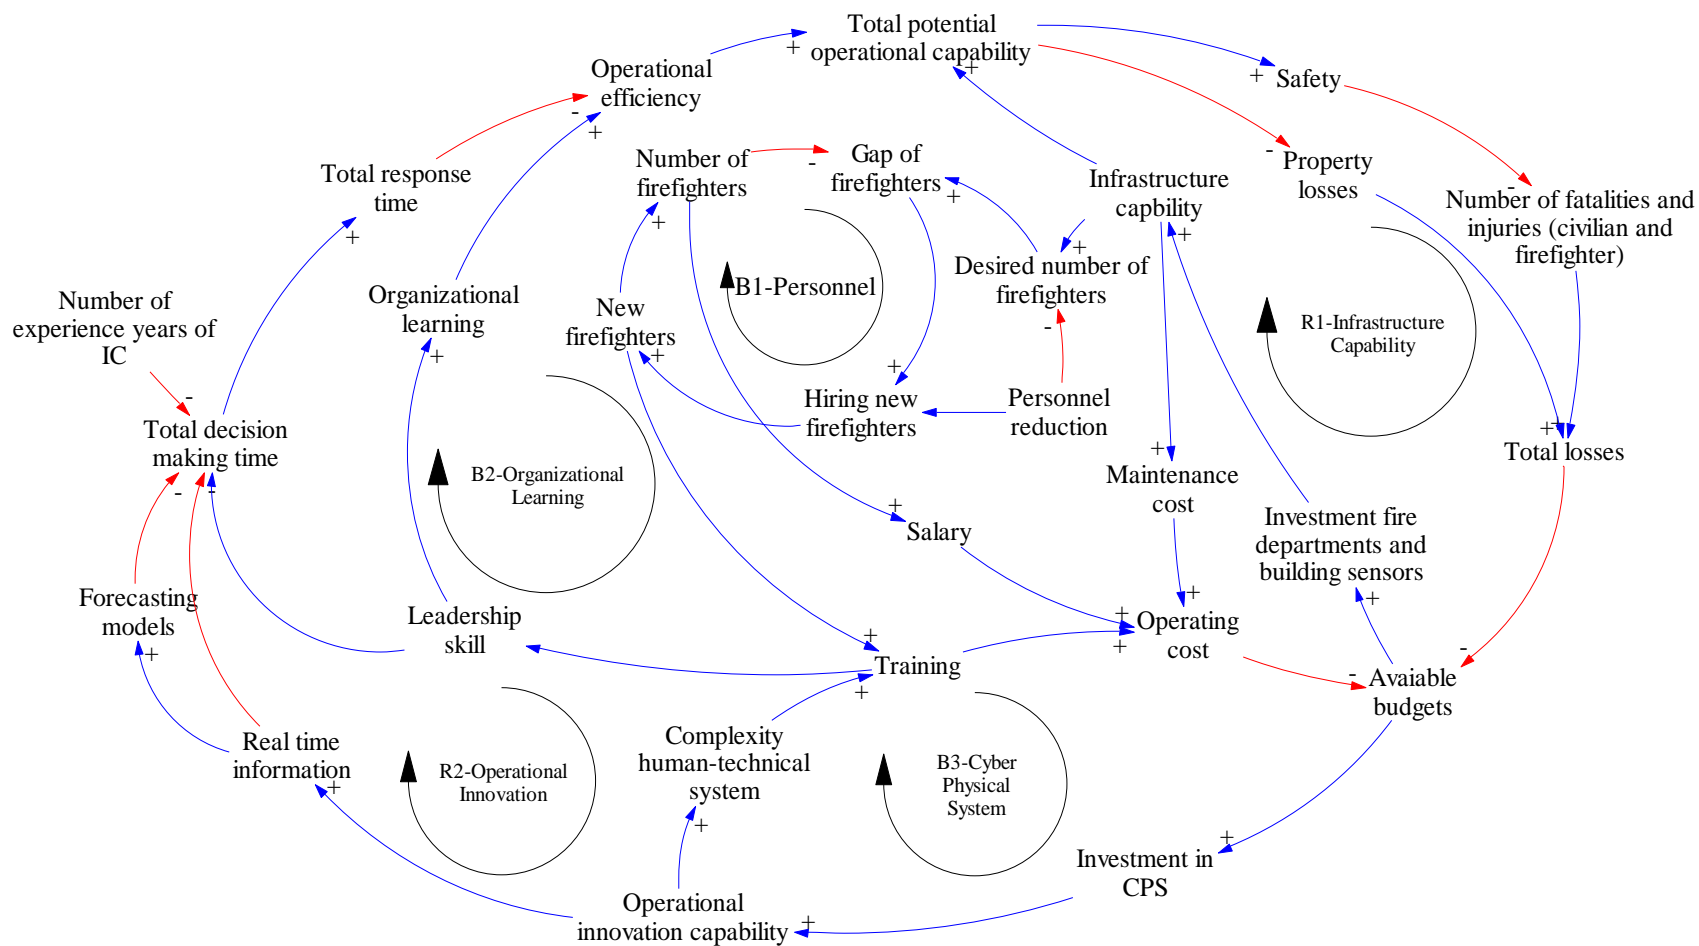 Total potential
operational capability
+
+
Operational
efficiency
-
+
Safety
+
Number of
firefighters
+
Gap of
firefighters
-
+
Infrastructure
capbility
+
Property
losses
-
Number of fatalities and
injuries (civilian and
firefighter)
-
Total response
time
+
Organizational
learning
+
New
firefighters
+
B1-Personnel
Desired number of
firefighters
+
-
R1-Infrastructure
Capability
Number of
experience years of
IC
Total decision
making time
-
-
-
-
Hiring new
firefighters
+
Personnel
reduction
Total losses
+
+
B2-Organizational
Learning
Maintenance
cost
+
Salary
+
Investment fire
departments and
building sensors
+
Forecasting
models
+
Leadership
skill
Training
+
+
Operating
cost
+
+
+
Avaiable
budgets
-
-
Real time
information
+
R2-Operational
Innovation
Complexity
human-technical
system
+
B3-Cyber
Physical
System
Investment in
CPS
+
Operational
innovation capability
+